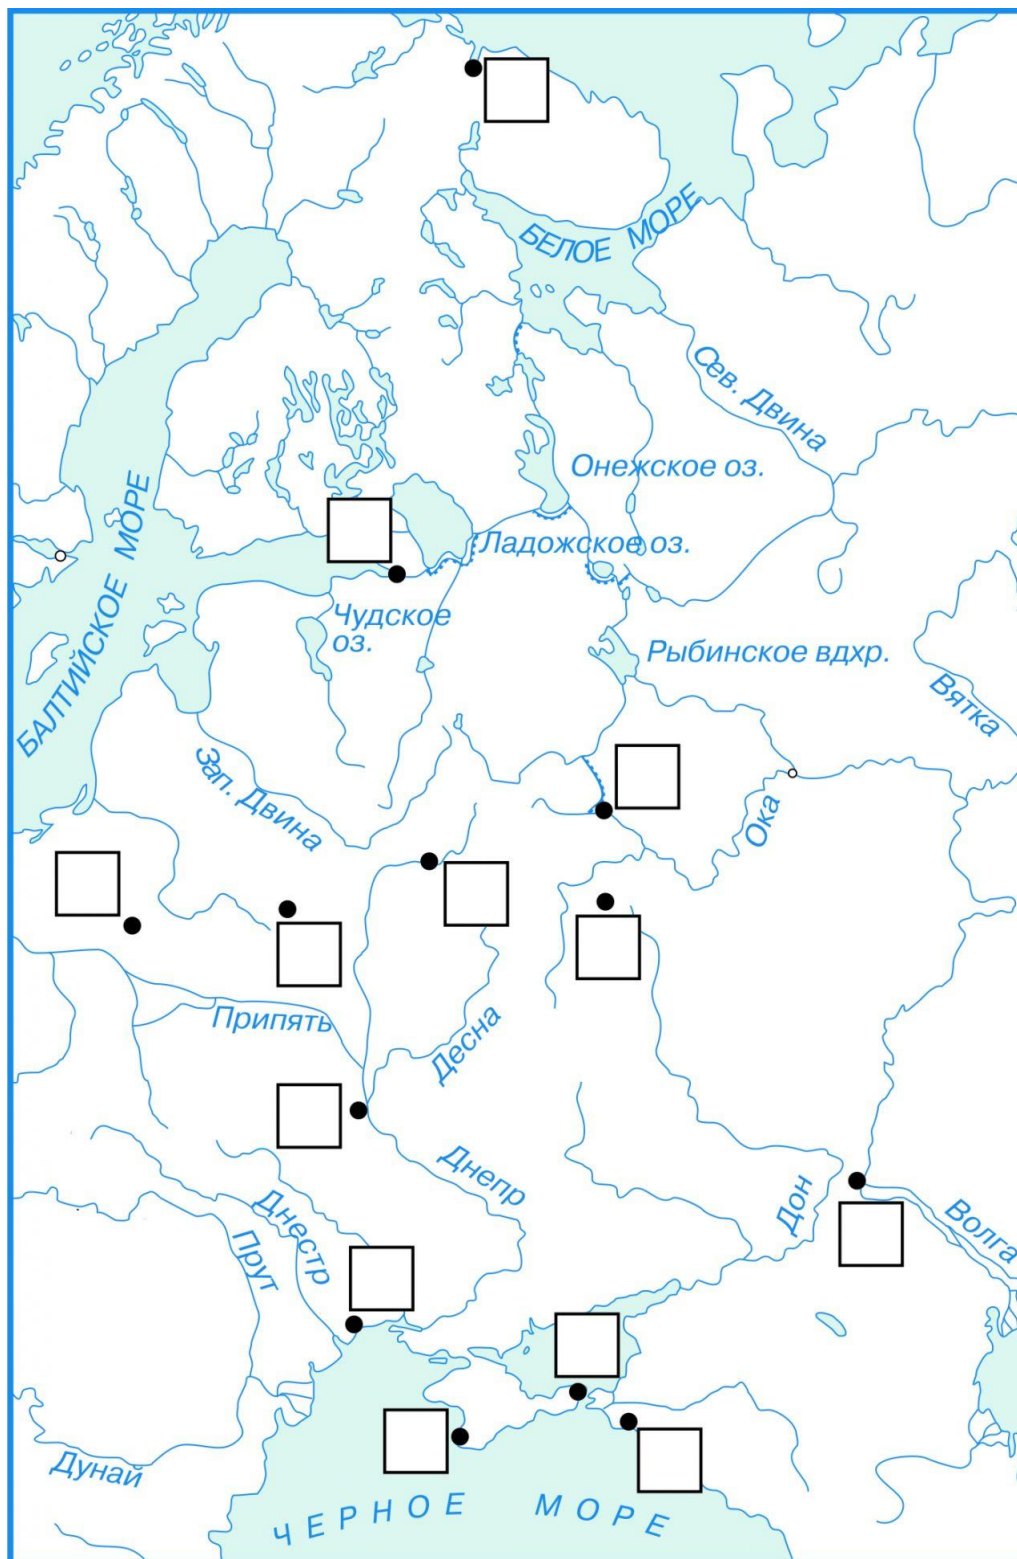 БЕЛОЕ МОРЕ
Сев. Двина
Онежское оз.
БАЛТИЙСКОЕ МОРЕ
Ладожское оз.
Чудское
оз.
Рыбинское вдхр.
Вятка
Зап. Двина
Ока
Припять
Десна
Днепр
Днестр
Прут
Дон
Волга
Дунай
ЧЕРНОЕ МОРЕ